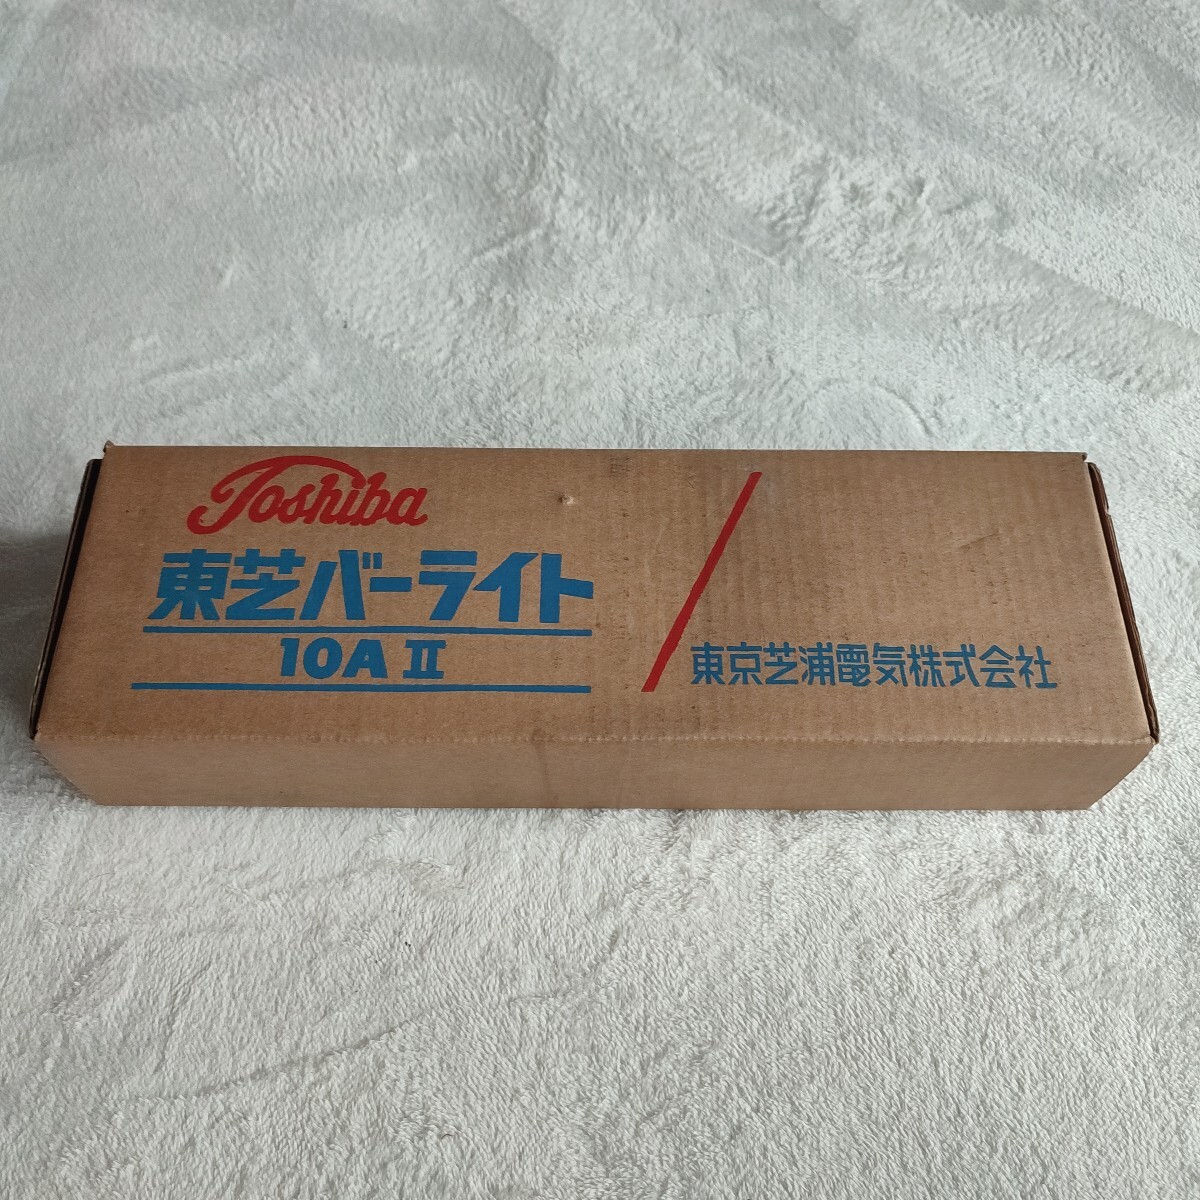 Toshiba
東芝バーライト
10A II
東京芝浦電気株式会社